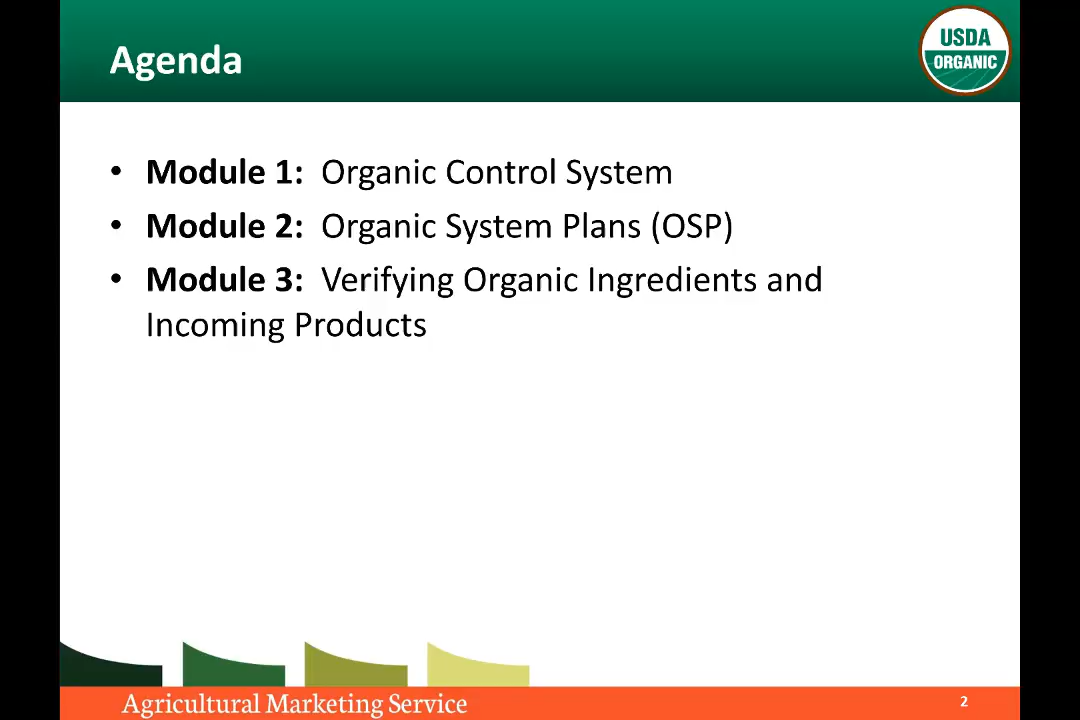 Agenda
USDA
ORGANIC
• Module 1:  Organic Control System
• Module 2:  Organic System Plans (OSP)
• Module 3:  Verifying Organic Ingredients and
Incoming Products
Agricultural Marketing Service
2